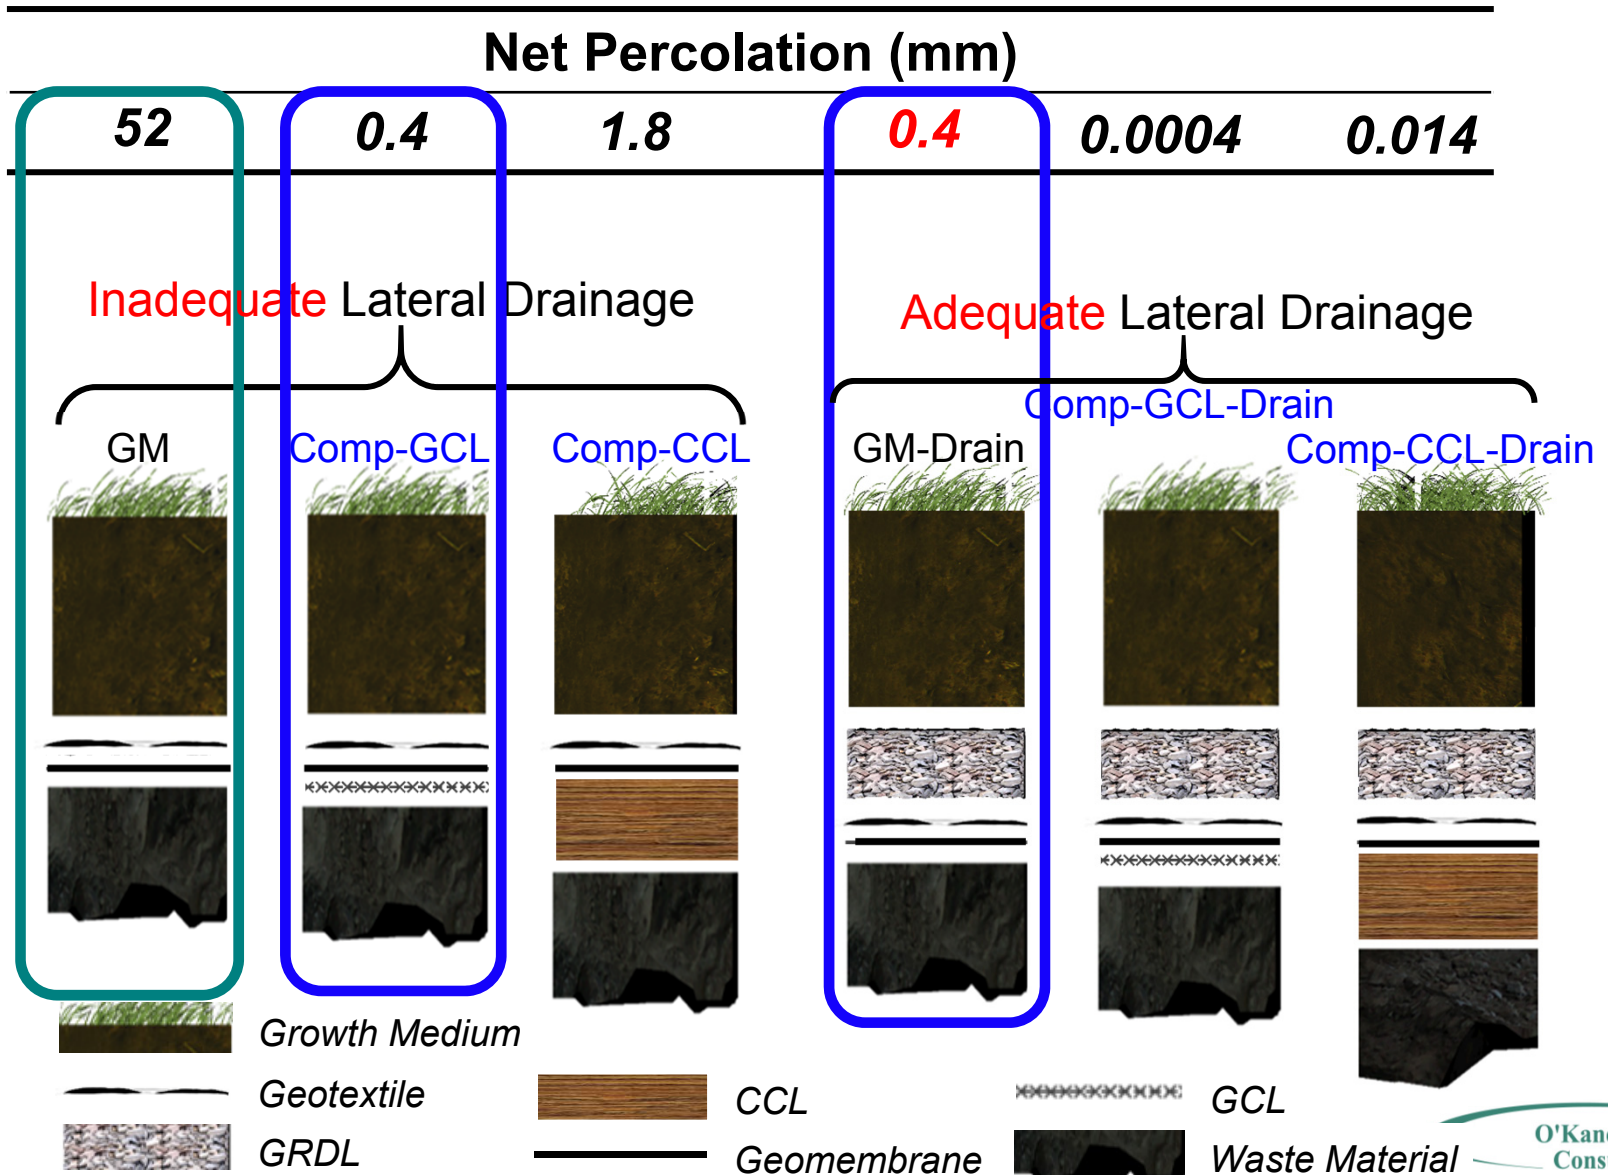 Net Percolation (mm)
52 0.4 1.8 0.4 0.0004 0.014
Inadequate Lateral Drainage
Adequate Lateral Drainage
Comp-GCL-Drain
GM Comp-GCL Comp-CCL GM-Drain Comp-CCL-Drain
Growth Medium
Geotextile
CCL
GCL
GRDL
Geomembrane
Waste Material